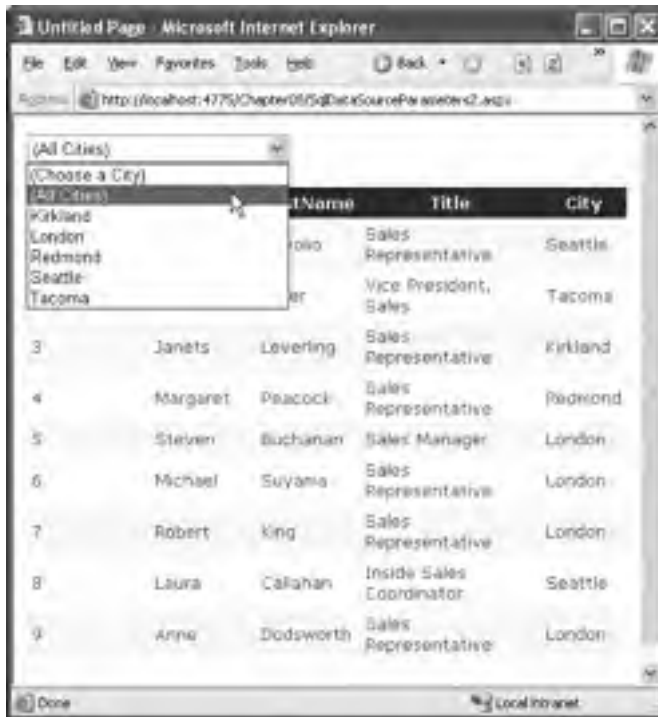 Untitled Page - Microsoft Internet Explorer
File Edit View Favorites Tools Help Back »
Address http://localhost:4775/Chapter05/SqlDataSourceParameters2.aspx
(All Cities)
(Choose a City)
(All Cities)
Kirkland
London
Redmond
Seattle
Tacoma
stName Title City
olio Sales Representative Seattle
er Vice President, Sales Tacoma
3 Janets Leverling Sales Representative Kirkland
4 Margaret Peacock Sales Representative Redmond
5 Steven Buchanan Sales Manager London
6 Michael Suyama Sales Representative London
7 Robert King Sales Representative London
8 Laura Callahan Inside Sales Coordinator Seattle
9 Anne Dodsworth Sales Representative London
Done Local intranet